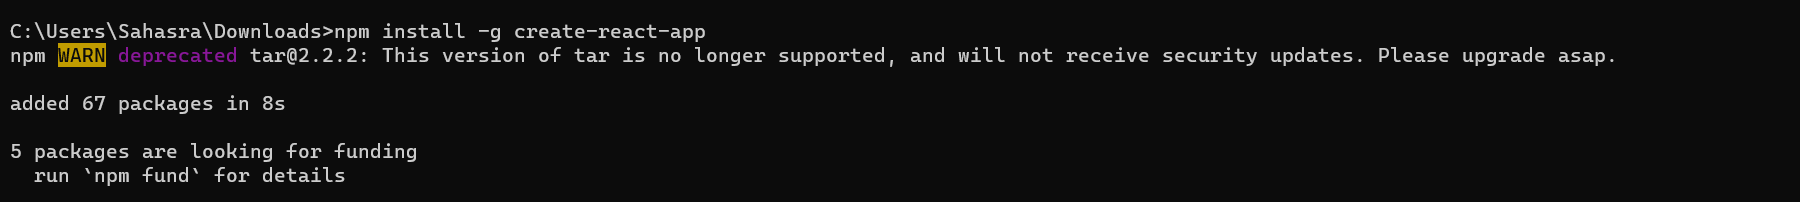 C:\Users\Sahasra\Downloads>npm install -g create-react-app
npm WARN deprecated tar@2.2.2: This version of tar is no longer supported, and will not receive security updates. Please upgrade asap.
added 67 packages in 8s
5 packages are looking for funding
  run `npm fund` for details